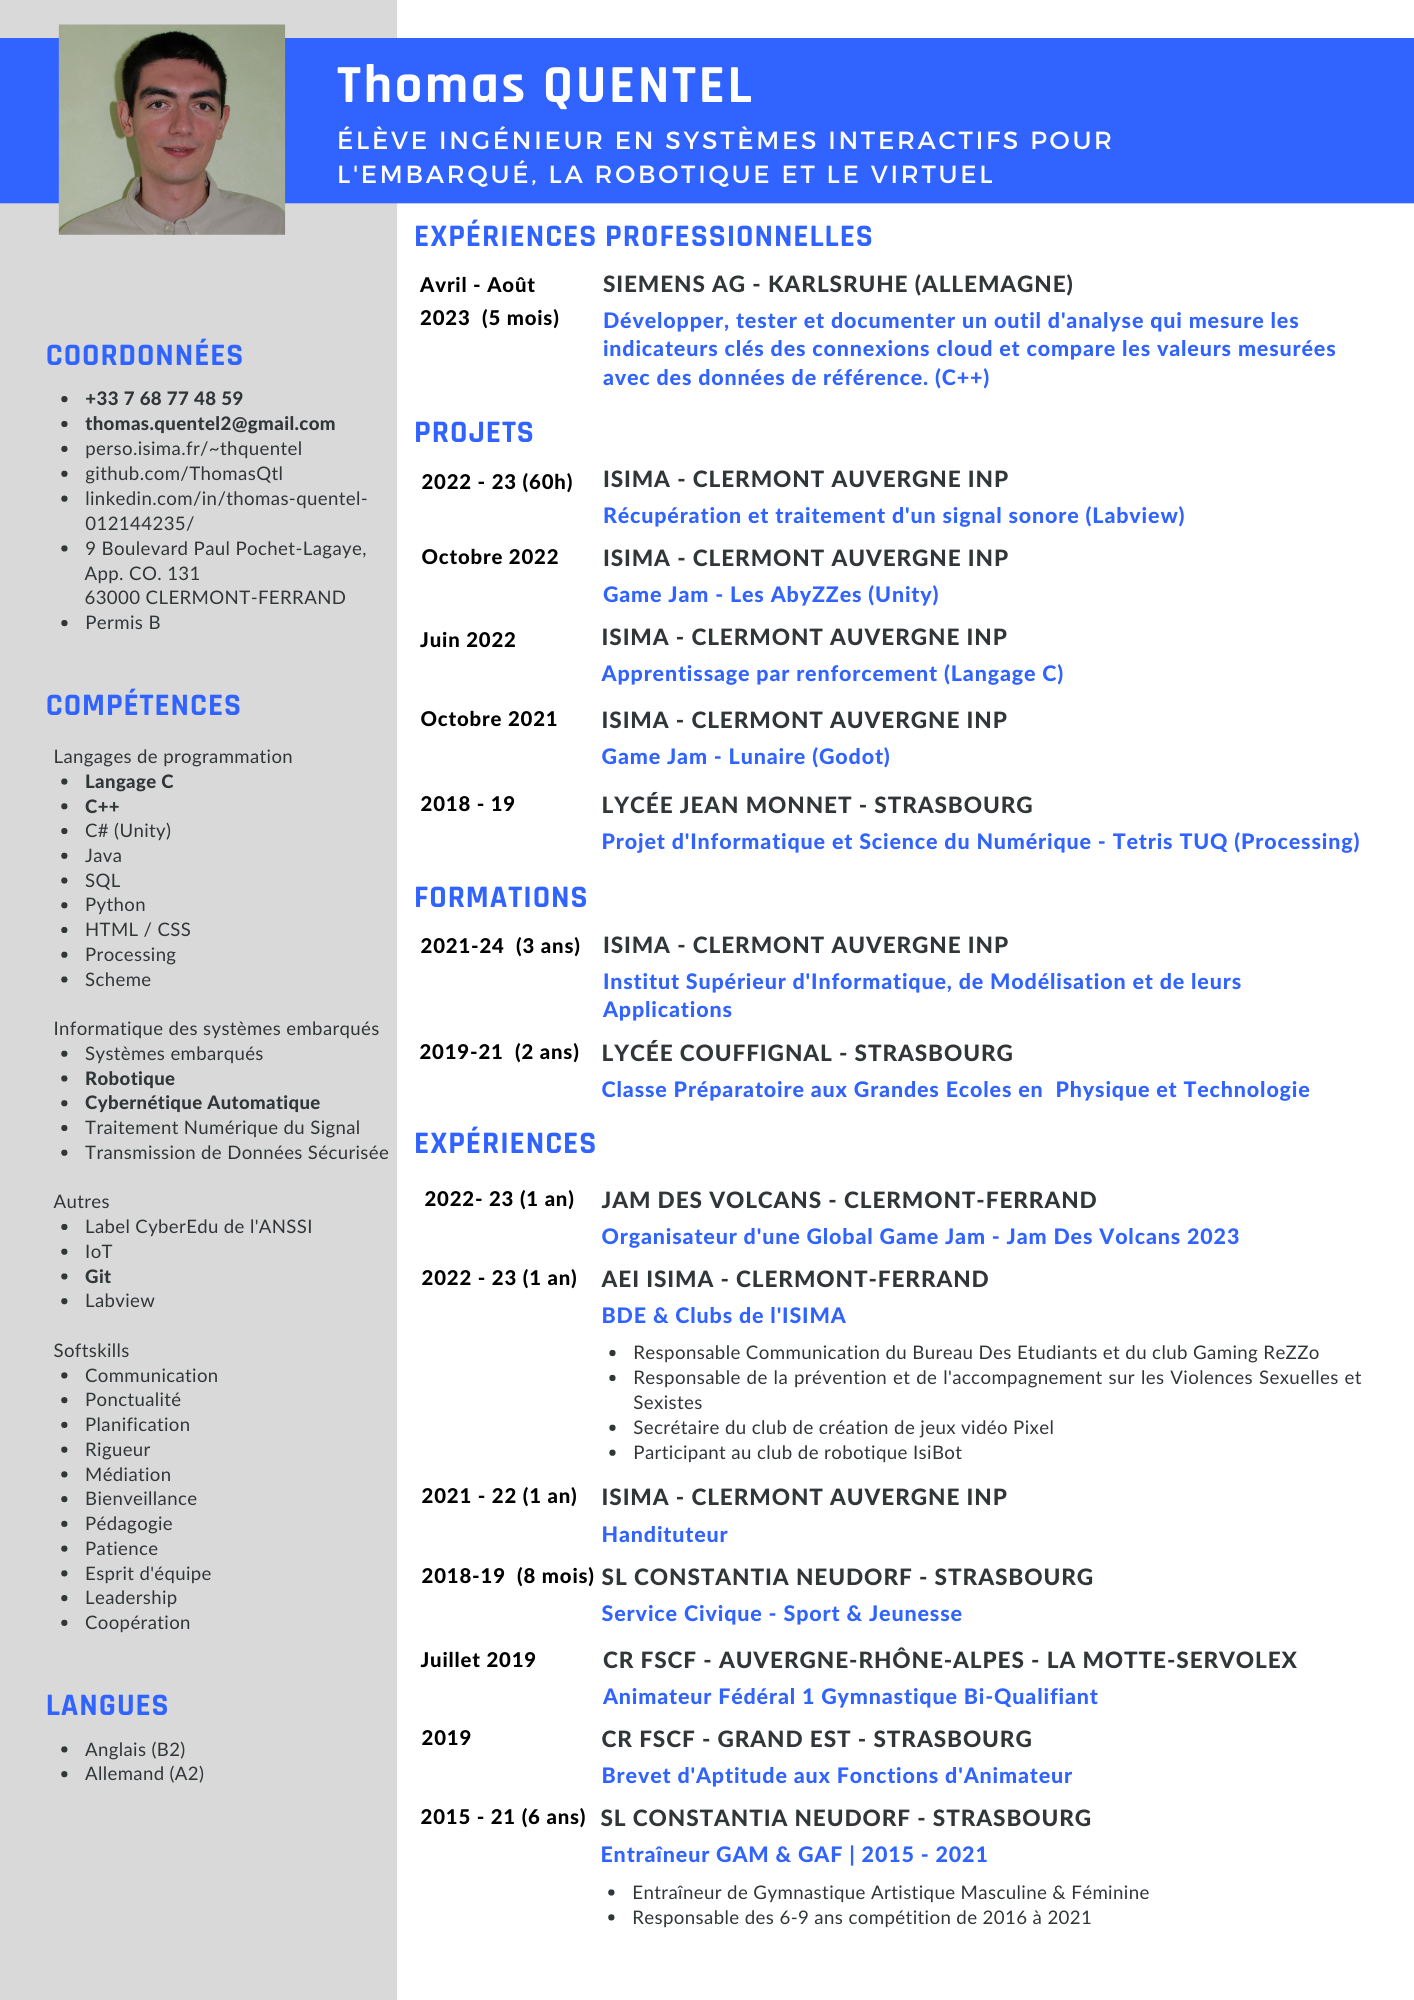 Thomas QUENTEL
ÉLÈVE INGÉNIEUR EN SYSTÈMES INTERACTIFS POUR
L'EMBARQUÉ, LA ROBOTIQUE ET LE VIRTUEL
COORDONNÉES
• +33 7 68 77 48 59
• thomas.quentel2@gmail.com
• perso.isima.fr/~thquentel
• github.com/ThomasQtl
• linkedin.com/in/thomas-quentel-
012144235/
• 9 Boulevard Paul Pochet-Lagaye,
App. CO. 131
63000 CLERMONT-FERRAND
• Permis B
COMPÉTENCES
Langages de programmation
• Langage C
• C++
• C# (Unity)
• Java
• SQL
• Python
• HTML / CSS
• Processing
• Scheme
Informatique des systèmes embarqués
• Systèmes embarqués
• Robotique
• Cybernétique Automatique
• Traitement Numérique du Signal
• Transmission de Données Sécurisée
Autres
• Label CyberEdu de l'ANSSI
• IoT
• Git
• Labview
Softskills
• Communication
• Ponctualité
• Planification
• Rigueur
• Médiation
• Bienveillance
• Pédagogie
• Patience
• Esprit d'équipe
• Leadership
• Coopération
LANGUES
• Anglais (B2)
• Allemand (A2)
EXPÉRIENCES PROFESSIONNELLES
Avril - Août
2023 (5 mois)
SIEMENS AG - KARLSRUHE (ALLEMAGNE)
Développer, tester et documenter un outil d'analyse qui mesure les
indicateurs clés des connexions cloud et compare les valeurs mesurées
avec des données de référence. (C++)
PROJETS
2022 - 23 (60h) ISIMA - CLERMONT AUVERGNE INP
Récupération et traitement d'un signal sonore (Labview)
Octobre 2022 ISIMA - CLERMONT AUVERGNE INP
Game Jam - Les AbyZZes (Unity)
Juin 2022 ISIMA - CLERMONT AUVERGNE INP
Apprentissage par renforcement (Langage C)
Octobre 2021 ISIMA - CLERMONT AUVERGNE INP
Game Jam - Lunaire (Godot)
2018 - 19 LYCÉE JEAN MONNET - STRASBOURG
Projet d'Informatique et Science du Numérique - Tetris TUQ (Processing)
FORMATIONS
2021-24 (3 ans) ISIMA - CLERMONT AUVERGNE INP
Institut Supérieur d'Informatique, de Modélisation et de leurs
Applications
2019-21 (2 ans) LYCÉE COUFFIGNAL - STRASBOURG
Classe Préparatoire aux Grandes Ecoles en Physique et Technologie
EXPÉRIENCES
2022- 23 (1 an) JAM DES VOLCANS - CLERMONT-FERRAND
Organisateur d'une Global Game Jam - Jam Des Volcans 2023
2022 - 23 (1 an) AEI ISIMA - CLERMONT-FERRAND
BDE & Clubs de l'ISIMA
• Responsable Communication du Bureau Des Etudiants et du club Gaming ReZZo
• Responsable de la prévention et de l'accompagnement sur les Violences Sexuelles et
Sexistes
• Secrétaire du club de création de jeux vidéo Pixel
• Participant au club de robotique IsiBot
2021 - 22 (1 an) ISIMA - CLERMONT AUVERGNE INP
Handituteur
2018-19 (8 mois) SL CONSTANTIA NEUDORF - STRASBOURG
Service Civique - Sport & Jeunesse
Juillet 2019 CR FSCF - AUVERGNE-RHÔNE-ALPES - LA MOTTE-SERVOLEX
Animateur Fédéral 1 Gymnastique Bi-Qualifiant
2019 CR FSCF - GRAND EST - STRASBOURG
Brevet d'Aptitude aux Fonctions d'Animateur
2015 - 21 (6 ans) SL CONSTANTIA NEUDORF - STRASBOURG
Entraîneur GAM & GAF | 2015 - 2021
• Entraîneur de Gymnastique Artistique Masculine & Féminine
• Responsable des 6-9 ans compétition de 2016 à 2021